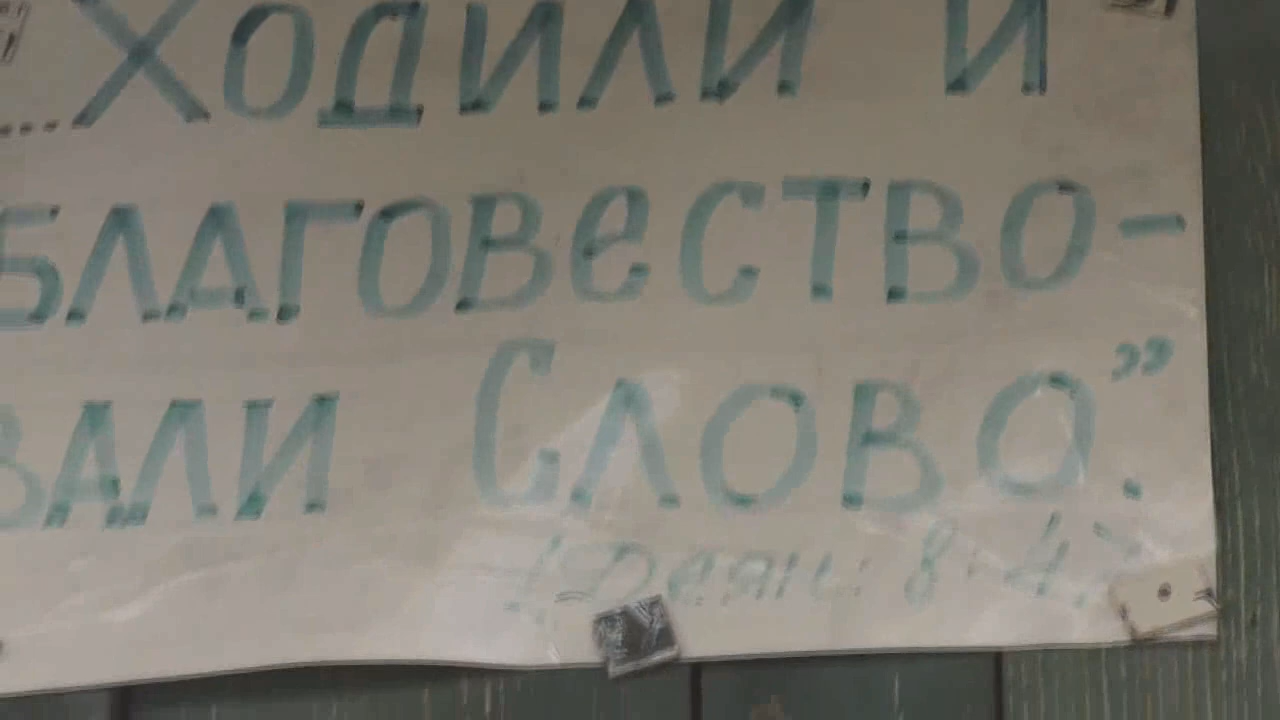 ...ХОДИЛИ И
БЛАГОВЕСТВО-
ВАЛИ СЛОВО.”
(Деян: 8:4)